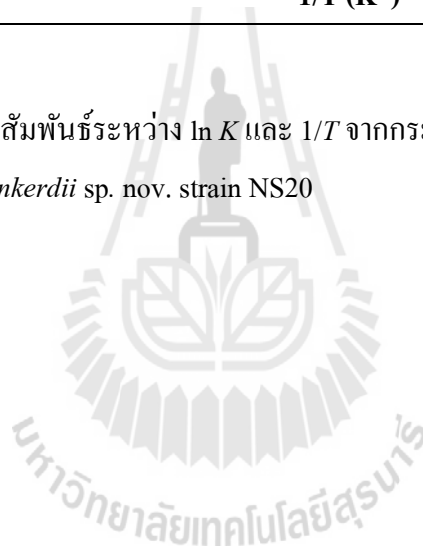 สัมพันธ์ระหว่าง ln K และ 1/T จากกระ
nkerdii sp. nov. strain NS20
มหาวิทยาลัยเทคโนโลยีสุรนารี